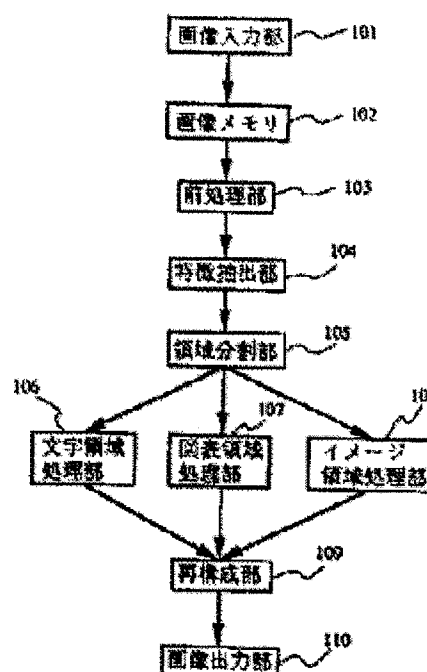 画像入力部
101
画像メモリ
102
前処理部
103
特徴抽出部
104
領域分割部
105
106
107
10
文字領域
処理部
図表領域
処理部
イメージ
領域処理部
再構成部
109
画像出力部
110